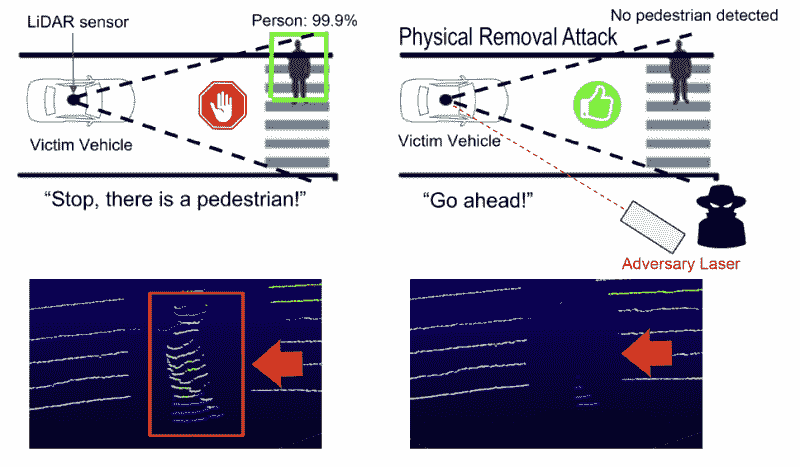 LiDAR sensor
Person: 99.9%
Victim Vehicle
“Stop, there is a pedestrian!”
No pedestrian detected
Physical Removal Attack
Victim Vehicle
“Go ahead!”
Adversary Laser